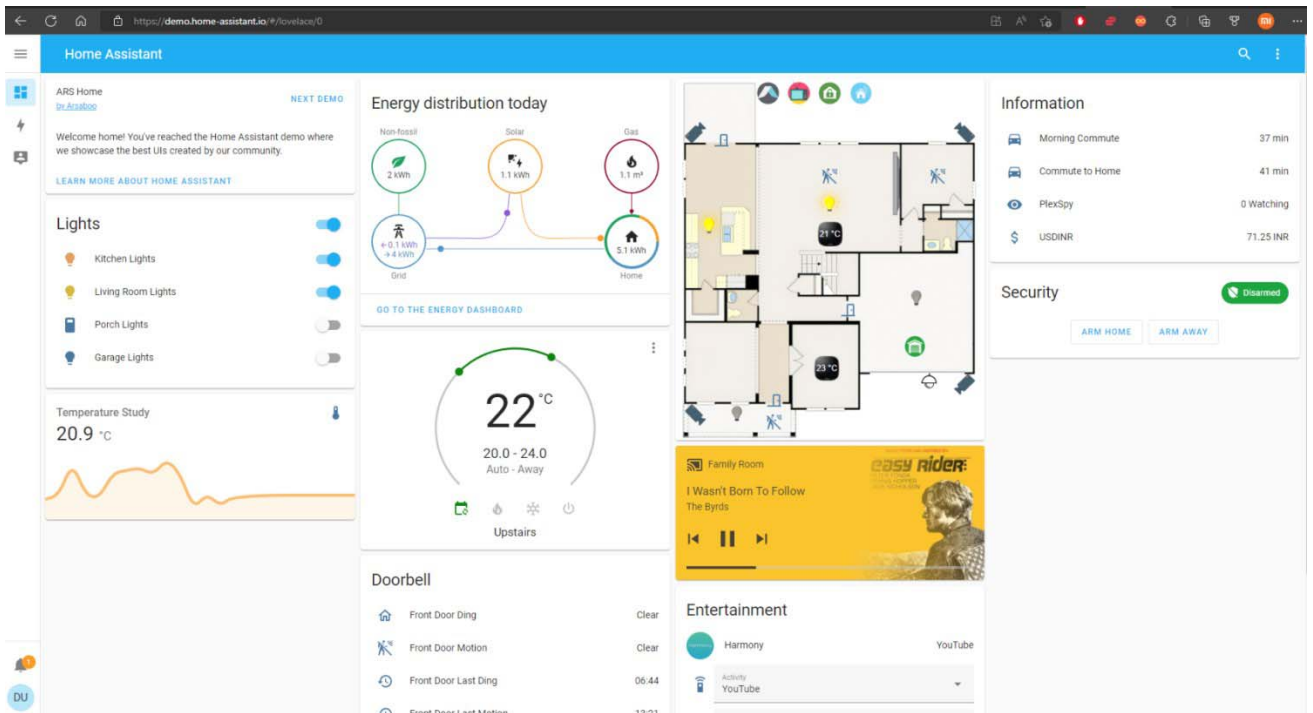 https://demo.home-assistant.io/#/lovelace/0
Home Assistant
ARS Home
by Arsaboo
NEXT DEMO
Welcome home! You've reached the Home Assistant demo where
we showcase the best UIs created by our community.
LEARN MORE ABOUT HOME ASSISTANT
Lights
Kitchen Lights
Living Room Lights
Porch Lights
Garage Lights
Temperature Study
20.9 °C
DU
Energy distribution today
Non-fossil
Solar
Gas
2 kWh
1.1 kWh
1.1 m³
←0.1 kWh
→4 kWh
5.1 kWh
Grid
Home
GO TO THE ENERGY DASHBOARD
22 °C
20.0 - 24.0
Auto - Away
Upstairs
Doorbell
Front Door Ding Clear
Front Door Motion Clear
Front Door Last Ding 06:44
Front Door Last Motion 13:21
21 °C
23 °C
Family Room
I Wasn't Born To Follow
The Byrds
easy Rider
Entertainment
Harmony YouTube
Activity
YouTube
Information
Morning Commute 37 min
Commute to Home 41 min
PlexSpy 0 Watching
USDINR 71.25 INR
Security
Disarmed
ARM HOME
ARM AWAY